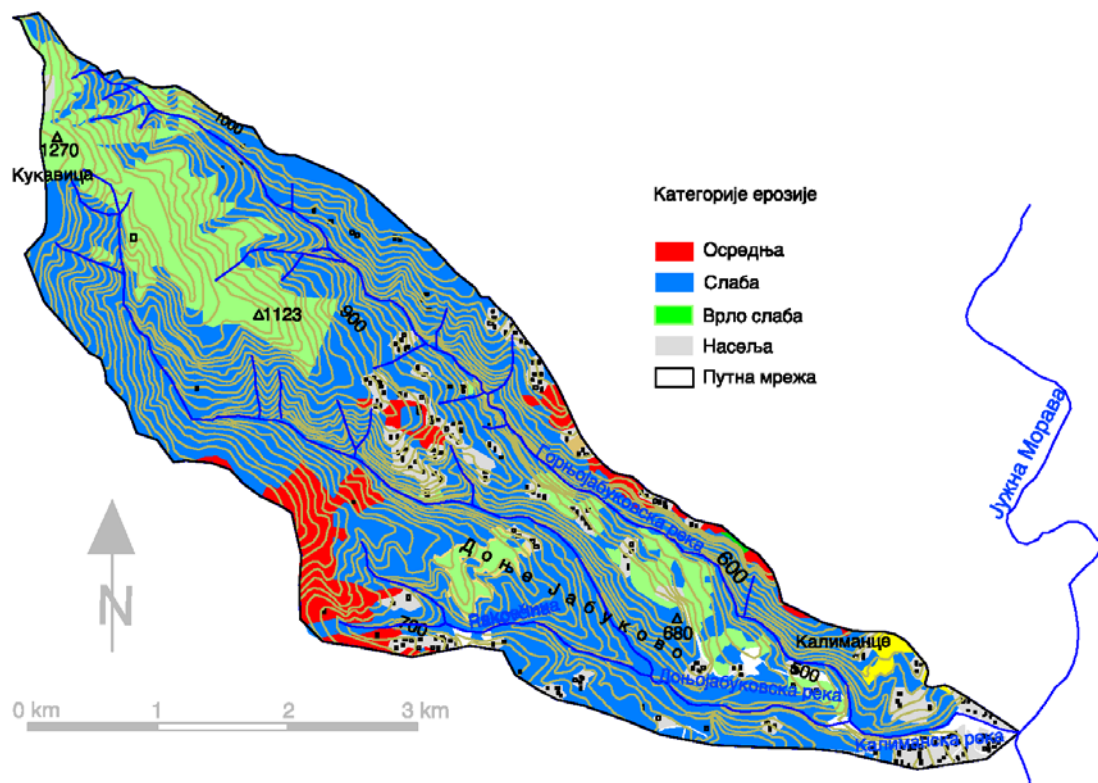 1000
1270
Кукавица
Категорије ерозије
Осредња
Слаба
Врло слаба
Насеља
Путна мрежа
1123
900
Јужна Морава
Горњојабуковска река
600
Доња Јабуково
700
680
Калиманце
500
Доњојабуковска река
Калиманска река
N
0 km
1
2
3 km